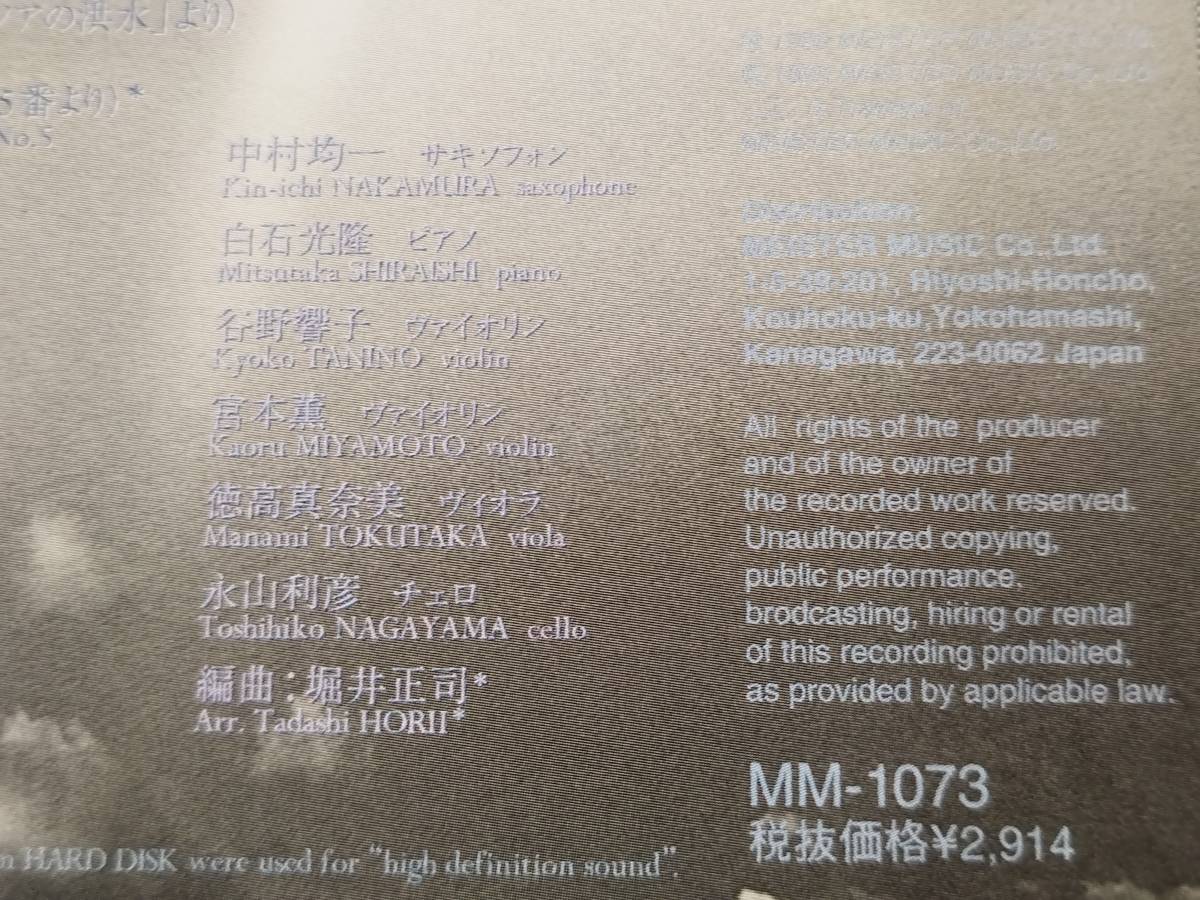 の洪水」より)
5番より)*
No.5
中村均一 サキソフォン
Kin-ichi NAKAMURA saxophone
白石光隆 ピアノ
Mitsutaka SHIRAISHI piano
谷野響子 ヴァイオリン
Kyoko TANINO violin
宮本薫 ヴァイオリン
Kaoru MIYAMOTO violin
徳高真奈美 ヴィオラ
Manami TOKUTAKA viola
永山利彦 チェロ
Toshihiko NAGAYAMA cello
編曲:堀井正司*
Arr. Tadashi HORII*
HARD DISK were used for "high definition sound".
Distribution:
MEISTER MUSIC Co.,Ltd.
1-5-39-201, Hiyoshi-Honcho,
Kouhoku-ku,Yokohamashi,
Kanagawa, 223-0062 Japan
All rights of the producer
and of the owner of
the recorded work reserved.
Unauthorized copying,
public performance,
brodcasting, hiring or rental
of this recording prohibited,
as provided by applicable law.
MM-1073
税抜価格¥2,914